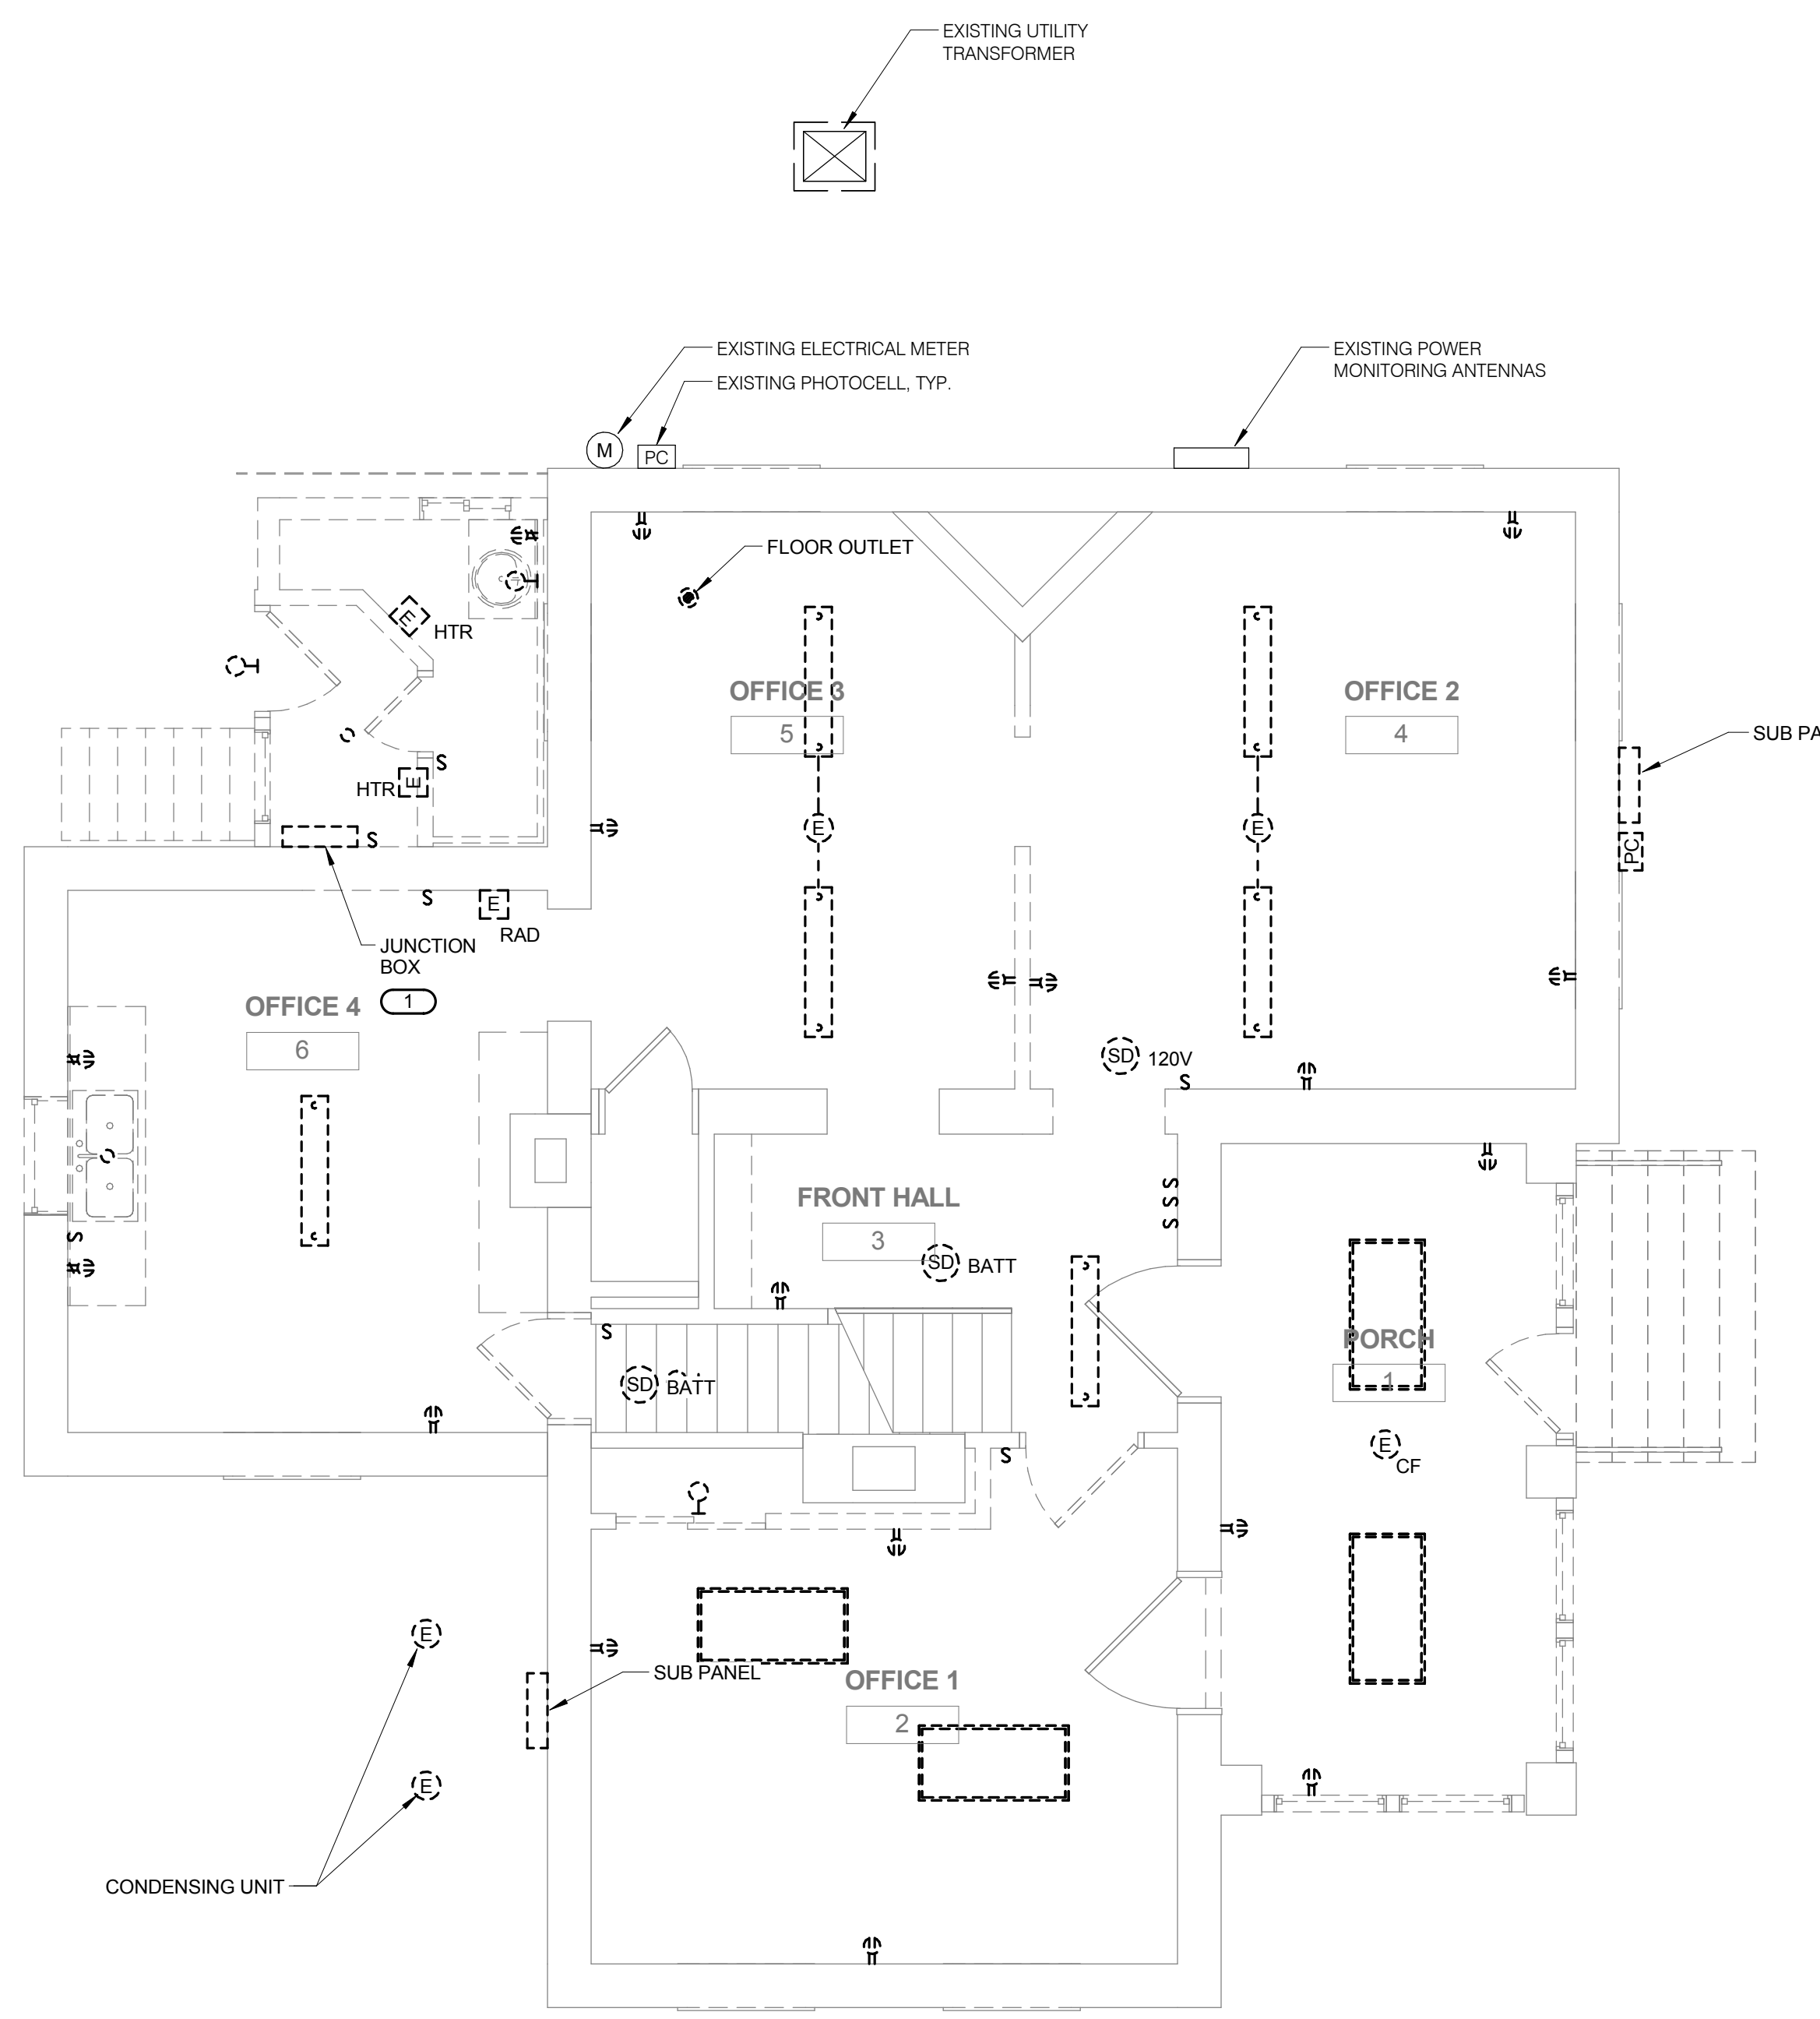 EXISTING UTILITY
TRANSFORMER
EXISTING ELECTRICAL METER
EXISTING PHOTOCELL, TYP.
EXISTING POWER
MONITORING ANTENNAS
M
PC
FLOOR OUTLET
E
HTR
OFFICE 3
5
OFFICE 2
4
SUB PA
S
HTR
E
E
E
S
PC
S
E
RAD
JUNCTION
BOX
1
OFFICE 4
6
SD
120V
S
S
S
S
FRONT HALL
3
SD
BATT
S
S
PORCH
1
SD
BATT
E
CF
S
E
SUB PANEL
OFFICE 1
2
E
CONDENSING UNIT